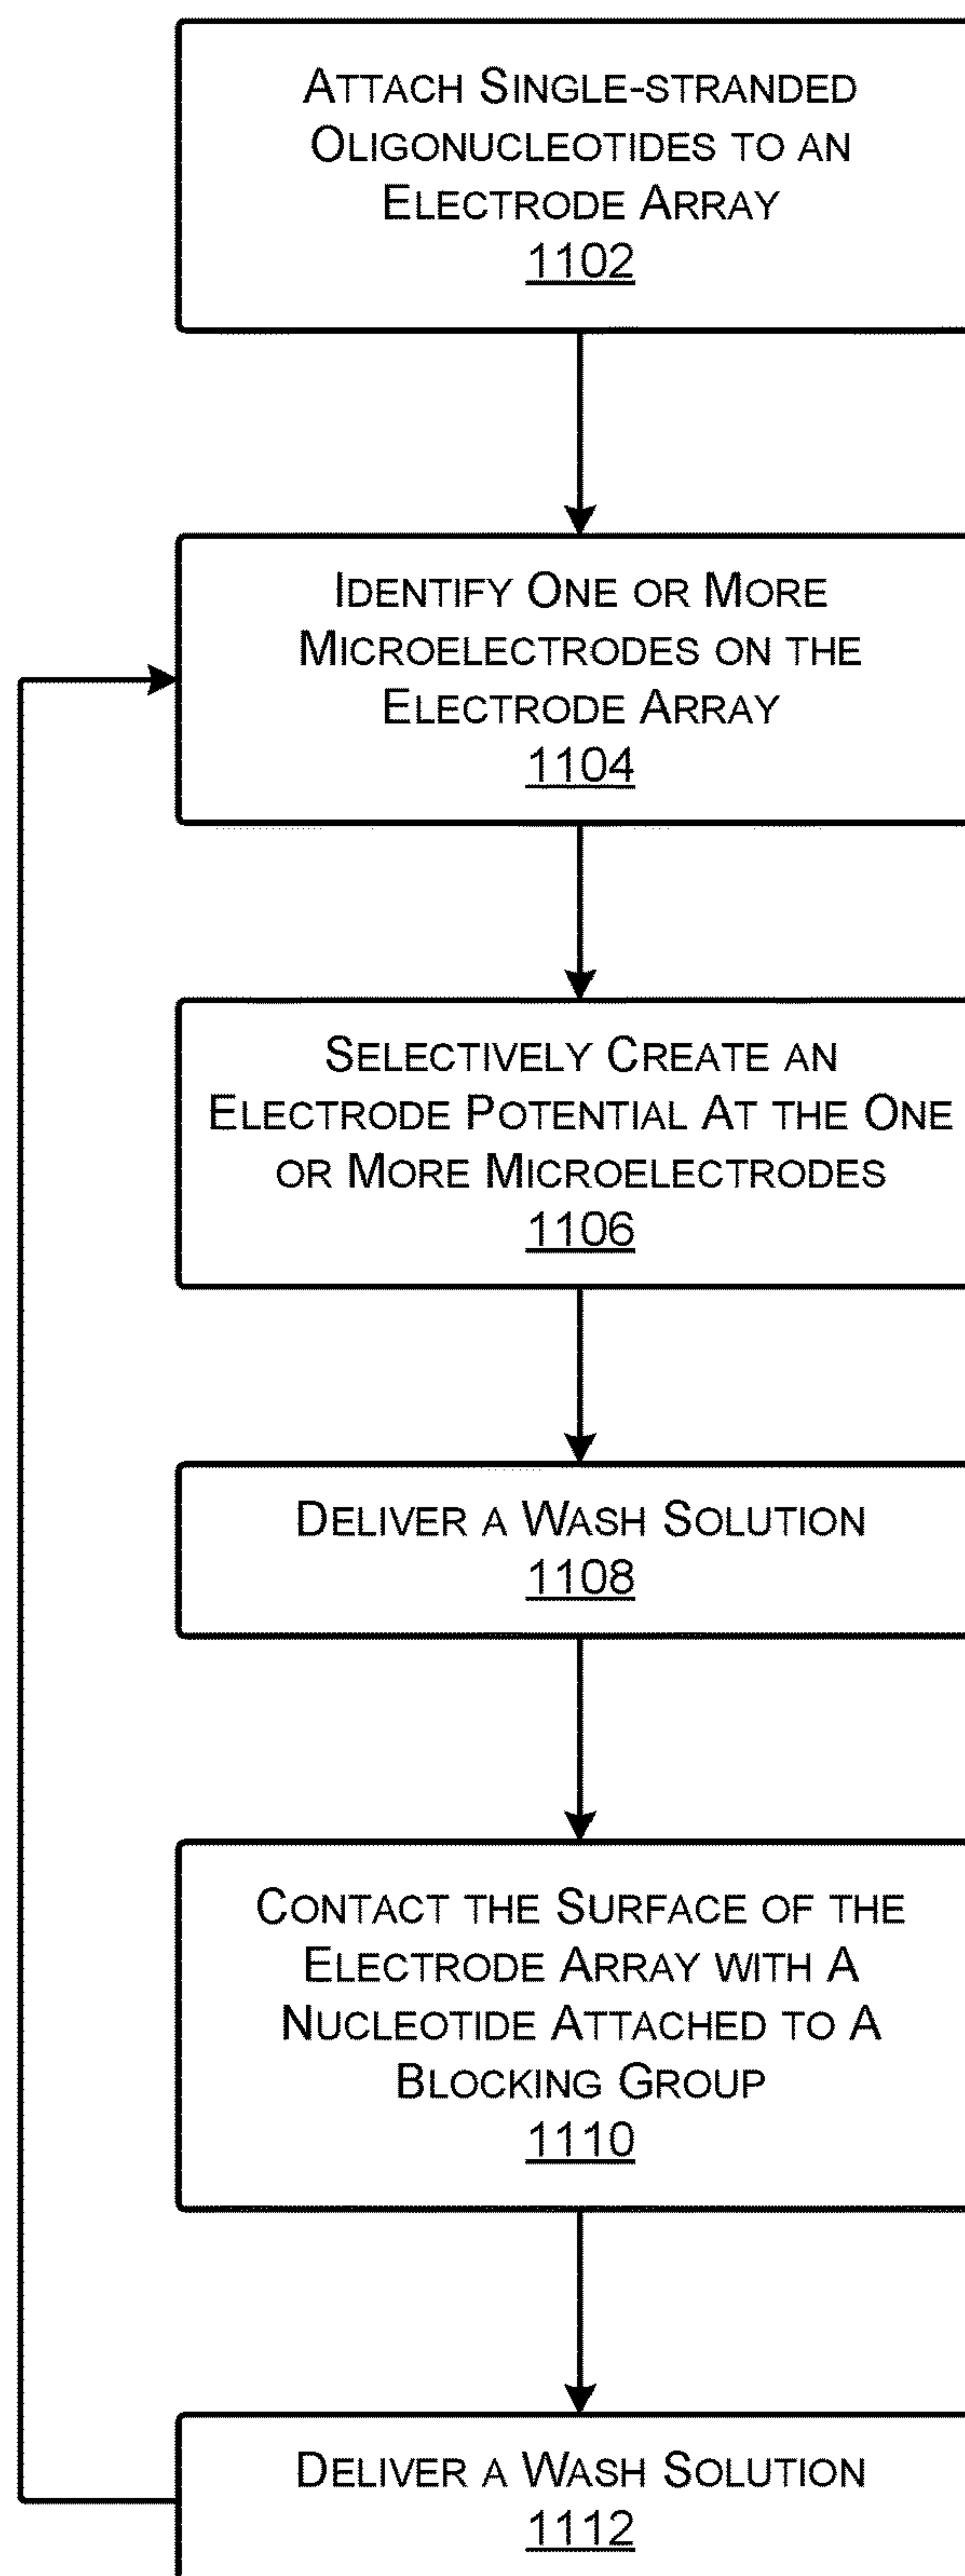 ATTACH SINGLE-STRANDED
OLIGONUCLEOTIDES TO AN
ELECTRODE ARRAY
1102
IDENTIFY ONE OR MORE
MICROELECTRODES ON THE
ELECTRODE ARRAY
1104
SELECTIVELY CREATE AN
ELECTRODE POTENTIAL AT THE ONE
OR MORE MICROELECTRODES
1106
DELIVER A WASH SOLUTION
1108
CONTACT THE SURFACE OF THE
ELECTRODE ARRAY WITH A
NUCLEOTIDE ATTACHED TO A
BLOCKING GROUP
1110
DELIVER A WASH SOLUTION
1112